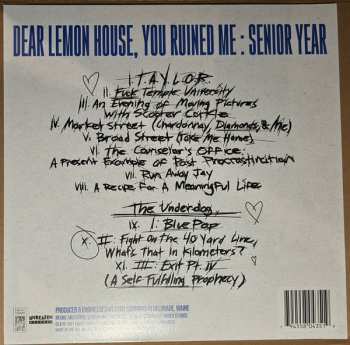 DEAR LEMON HOUSE, YOU RUINED ME : SENIOR YEAR
I TAYLOR
II. Fuck Temple University
III. An Evening of Moving Pictures
With Scooter Corkle
IV. Market Street (Chardonnay, Diamonds, & Me)
V. Broad Street (Take Me Home)
VI. The Counselor's Office:
A Present Example of Past Procrastination
VII. Run Away Jay
VIII. A Recipe For A Meaningful Life
The Underdog
IX. I: Blue Pop
X. II: Fight On the 40 Yard Line,
What's That in Kilometers?
XI. III: Exit Pt. IV
(A Self Fulfilling Prophecy)